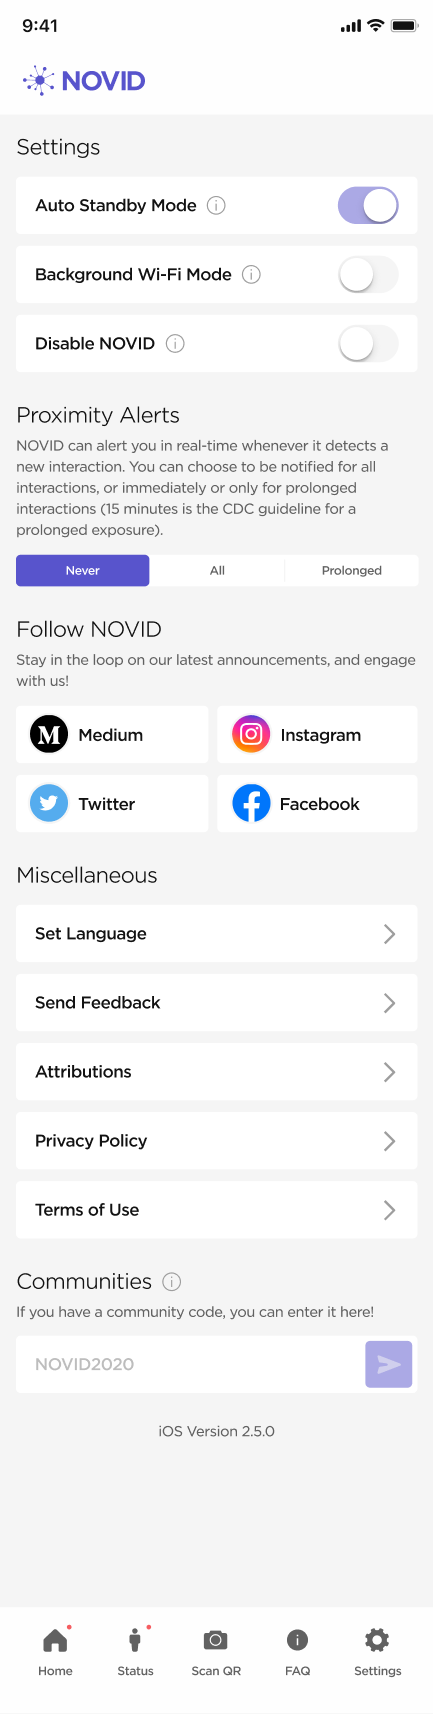 9:41
NOVID
Settings
Auto Standby Mode
Background Wi-Fi Mode
Disable NOVID
Proximity Alerts
NOVID can alert you in real-time whenever it detects a
new interaction. You can choose to be notified for all
interactions, or immediately or only for prolonged
interactions (15 minutes is the CDC guideline for a
prolonged exposure).
Never All Prolonged
Follow NOVID
Stay in the loop on our latest announcements, and engage
with us!
Medium Instagram
Twitter Facebook
Miscellaneous
Set Language
Send Feedback
Attributions
Privacy Policy
Terms of Use
Communities
If you have a community code, you can enter it here!
NOVID2020
iOS Version 2.5.0
Home Status Scan QR FAQ Settings